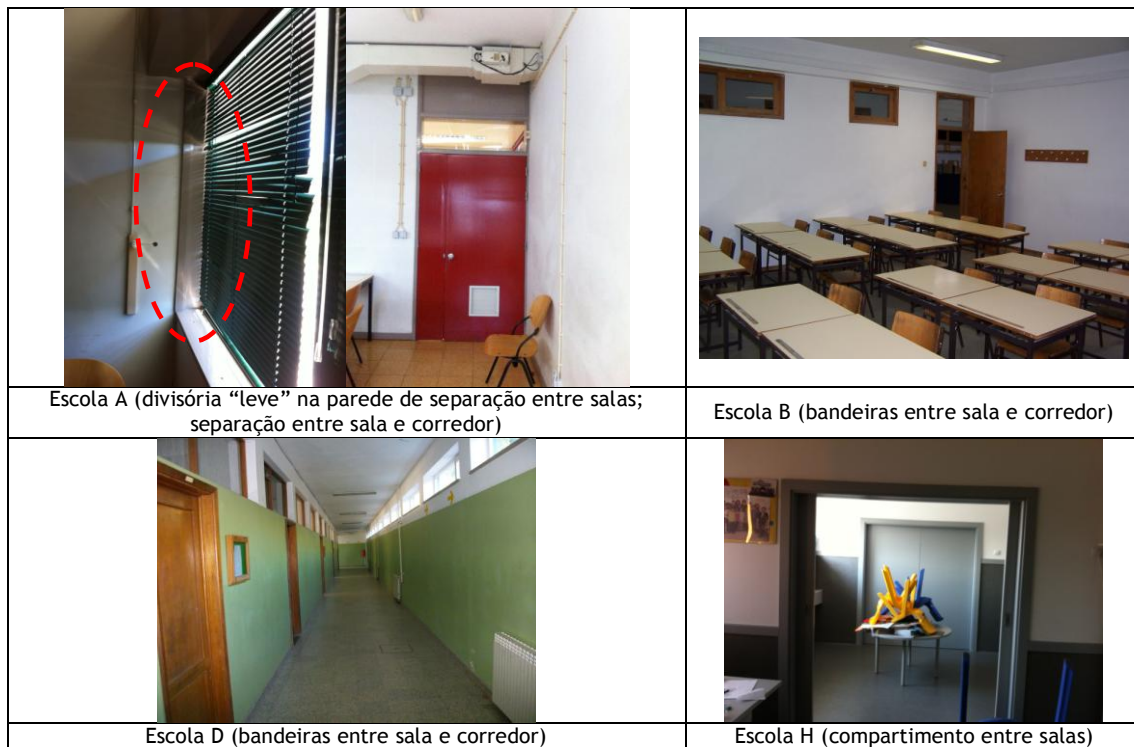 Escola A (divisória “leve” na parede de separação entre salas;
separação entre sala e corredor)
Escola B (bandeiras entre sala e corredor)
Escola D (bandeiras entre sala e corredor)
Escola H (compartimento entre salas)